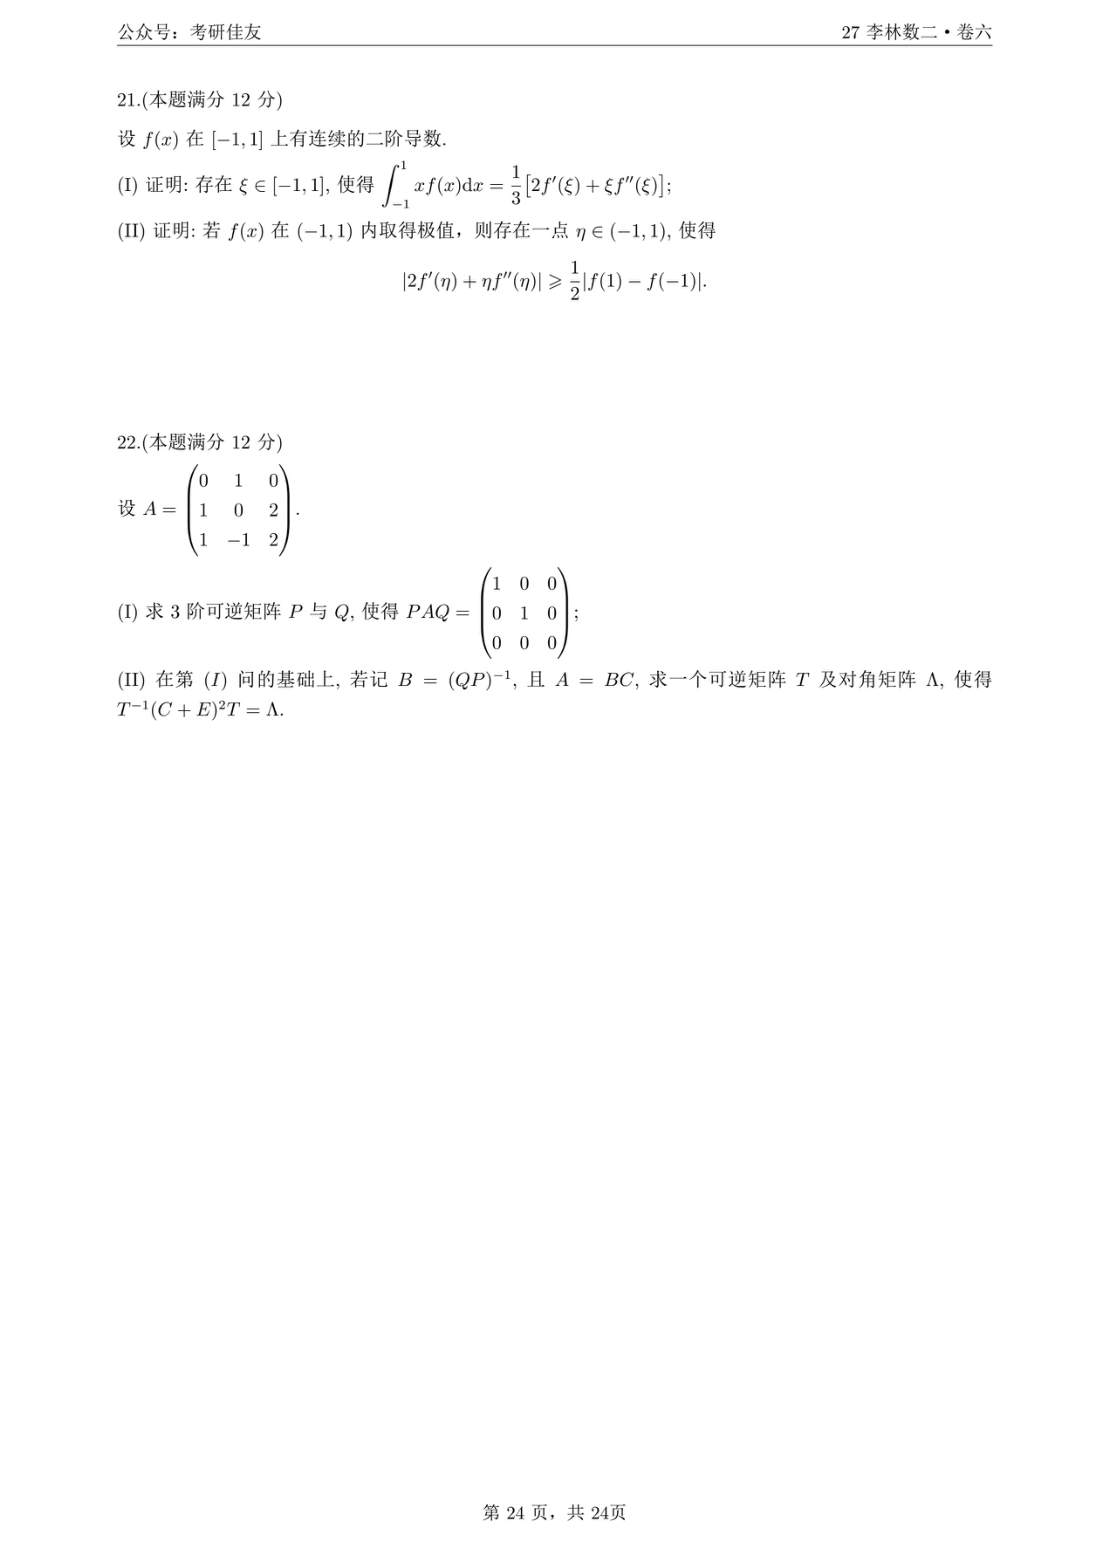 公众号：考研佳友
27 李林数二 • 卷六
21.(本题满分 12 分)
设 f(x) 在 [−1, 1] 上有连续的二阶导数.
(I) 证明: 存在 ξ ∈ [−1, 1], 使得 ∫_{−1}^{1} xf(x)dx = 1/3 [2f′(ξ) + ξf″(ξ)];
(II) 证明: 若 f(x) 在 (−1, 1) 内取得极值，则存在一点 η ∈ (−1, 1), 使得
|2f′(η) + ηf″(η)| ⩾ 1/2 |f(1) − f(−1)|.
22.(本题满分 12 分)
设 A = 
0 1 0
1 0 2
1 −1 2
.
(I) 求 3 阶可逆矩阵 P 与 Q, 使得 PAQ = 
1 0 0
0 1 0
0 0 0
;
(II) 在第 (I) 问的基础上, 若记 B = (QP)⁻¹, 且 A = BC, 求一个可逆矩阵 T 及对角矩阵 Λ, 使得
T⁻¹(C + E)²T = Λ.
第 24 页，共 24页